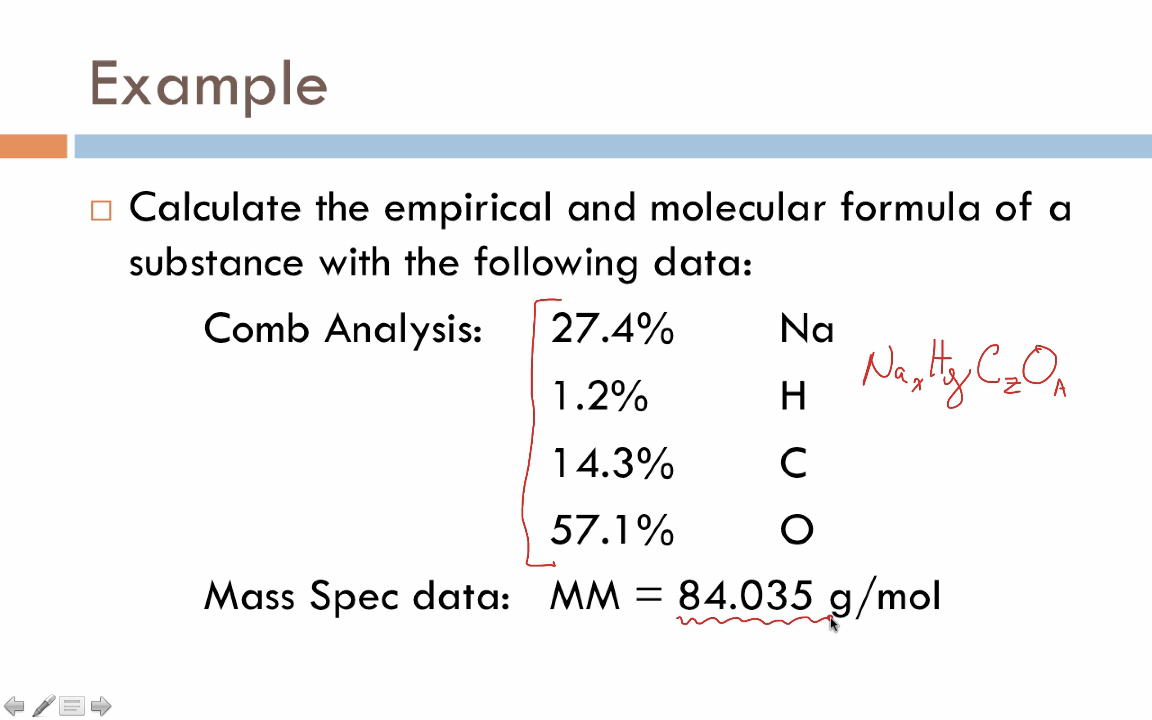 Example
Calculate the empirical and molecular formula of a
substance with the following data:
Comb Analysis: 27.4% Na
1.2% H
14.3% C
57.1% O
Mass Spec data: MM = 84.035 g/mol
NaxHyCzOA